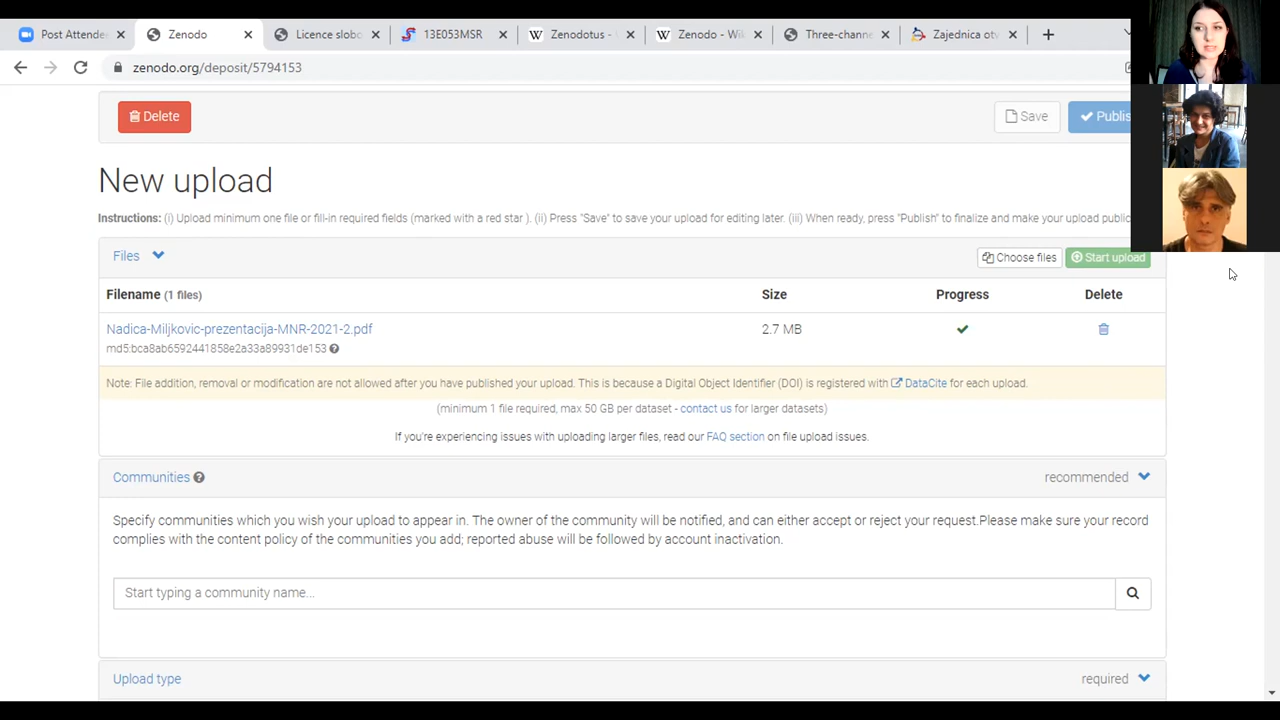 Post Attende
Zenodo
Licence slobo
13E053MSR
Zenodotus -
Zenodo - Wik
Three-channe
Zajednica otv
zenodo.org/deposit/5794153
Delete
Save
Publis
New upload
Instructions: (i) Upload minimum one file or fill-in required fields (marked with a red star ). (ii) Press "Save" to save your upload for editing later. (iii) When ready, press "Publish" to finalize and make your upload public
Files
Choose files
Start upload
Filename (1 files)
Size
Progress
Delete
Nadica-Miljkovic-prezentacija-MNR-2021-2.pdf
2.7 MB
md5:bca8ab6592441858e2a33a89931de153
Note: File addition, removal or modification are not allowed after you have published your upload. This is because a Digital Object Identifier (DOI) is registered with DataCite for each upload.
(minimum 1 file required, max 50 GB per dataset - contact us for larger datasets)
If you're experiencing issues with uploading larger files, read our FAQ section on file upload issues.
Communities
recommended
Specify communities which you wish your upload to appear in. The owner of the community will be notified, and can either accept or reject your request.Please make sure your record
complies with the content policy of the communities you add; reported abuse will be followed by account inactivation.
Start typing a community name...
Upload type
required